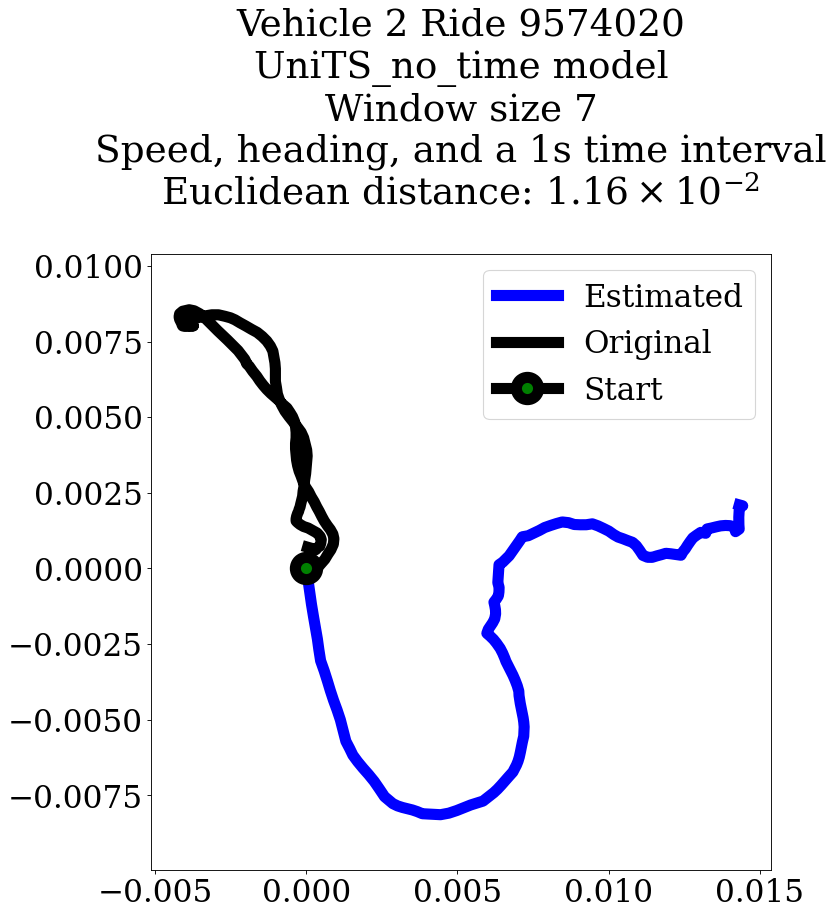 Vehicle 2 Ride 9574020
UniTS_no_time model
Window size 7
Speed, heading, and a 1s time interval
Euclidean distance: 1.16 × 10⁻²
0.0100
0.0075
0.0050
0.0025
0.0000
−0.0025
−0.0050
−0.0075
Estimated
Original
Start
−0.005
0.000
0.005
0.010
0.015